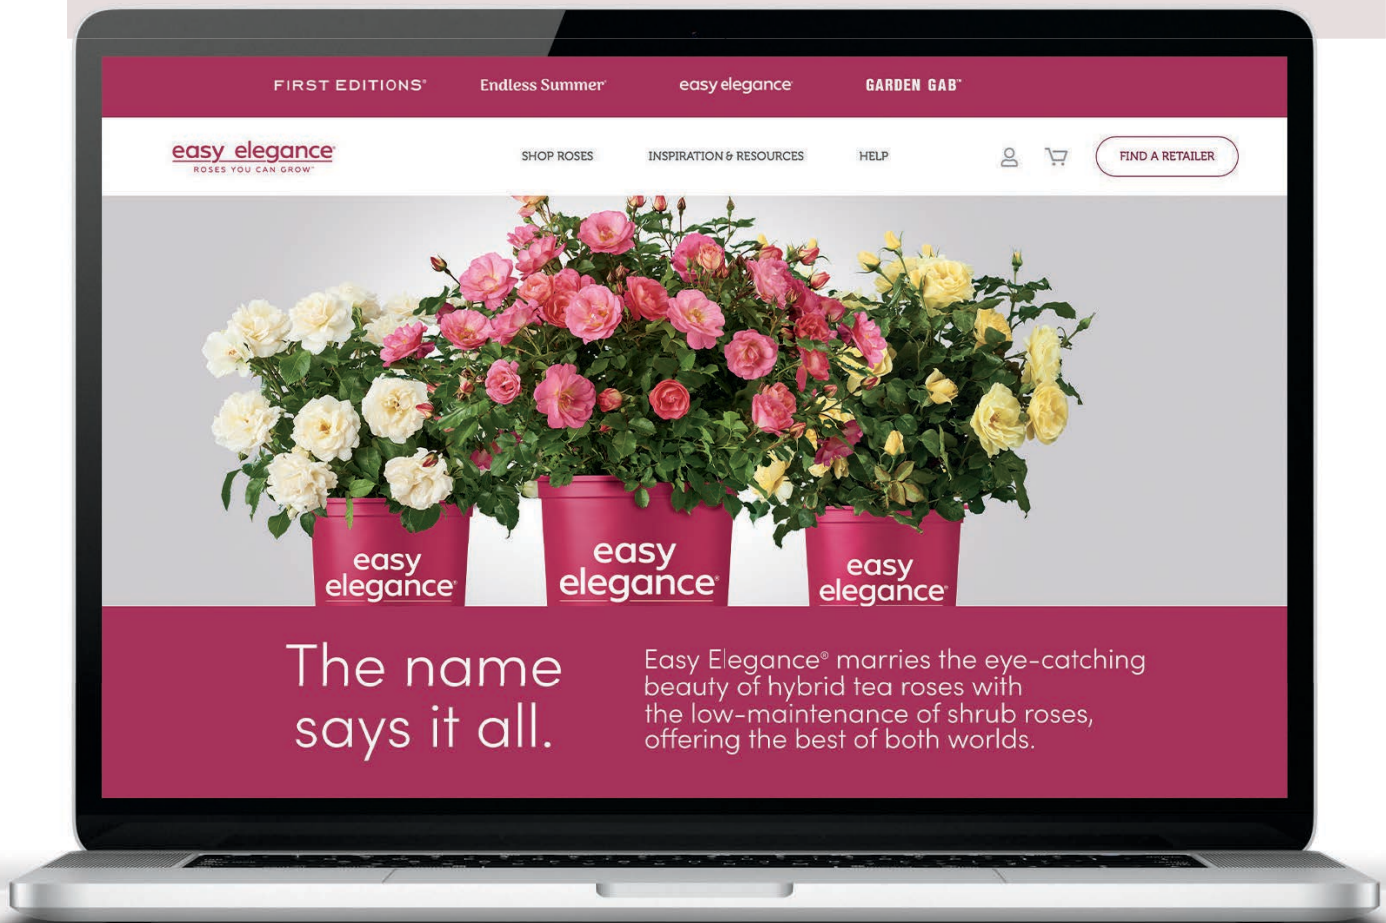 FIRST EDITIONS®
Endless Summer®
easy elegance®
GARDEN GAB™
easy elegance®
ROSES YOU CAN GROW™
SHOP ROSES
INSPIRATION & RESOURCES
HELP
FIND A RETAILER
easy
elegance®
easy
elegance®
easy
elegance®
The name
says it all.
Easy Elegance® marries the eye-catching
beauty of hybrid tea roses with
the low-maintenance of shrub roses,
offering the best of both worlds.